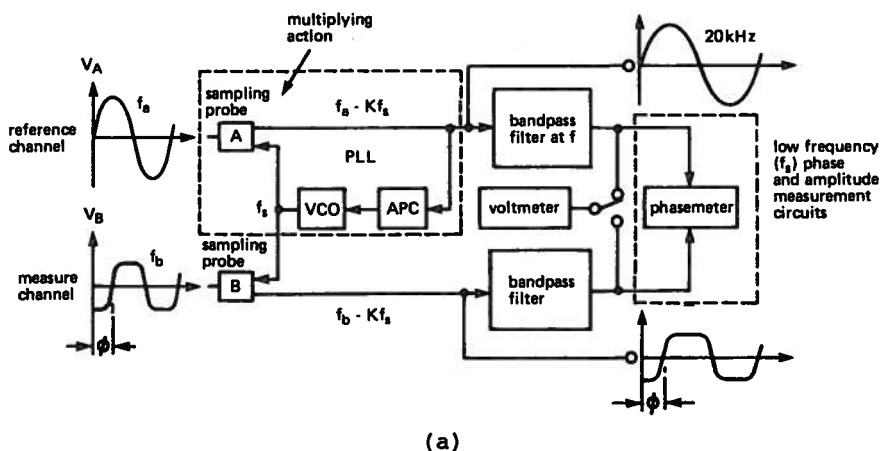 multiplying
action
20kHz
V_A
f_a
reference
channel
sampling
probe
A
f_a - Kf_s
PLL
f_s
VCO
APC
bandpass
filter at f
voltmeter
phasemeter
low frequency
(f_s) phase
and amplitude
measurement
circuits
V_B
f_b
measure
channel
ϕ
sampling
probe
B
f_b - Kf_s
bandpass
filter
ϕ
(a)